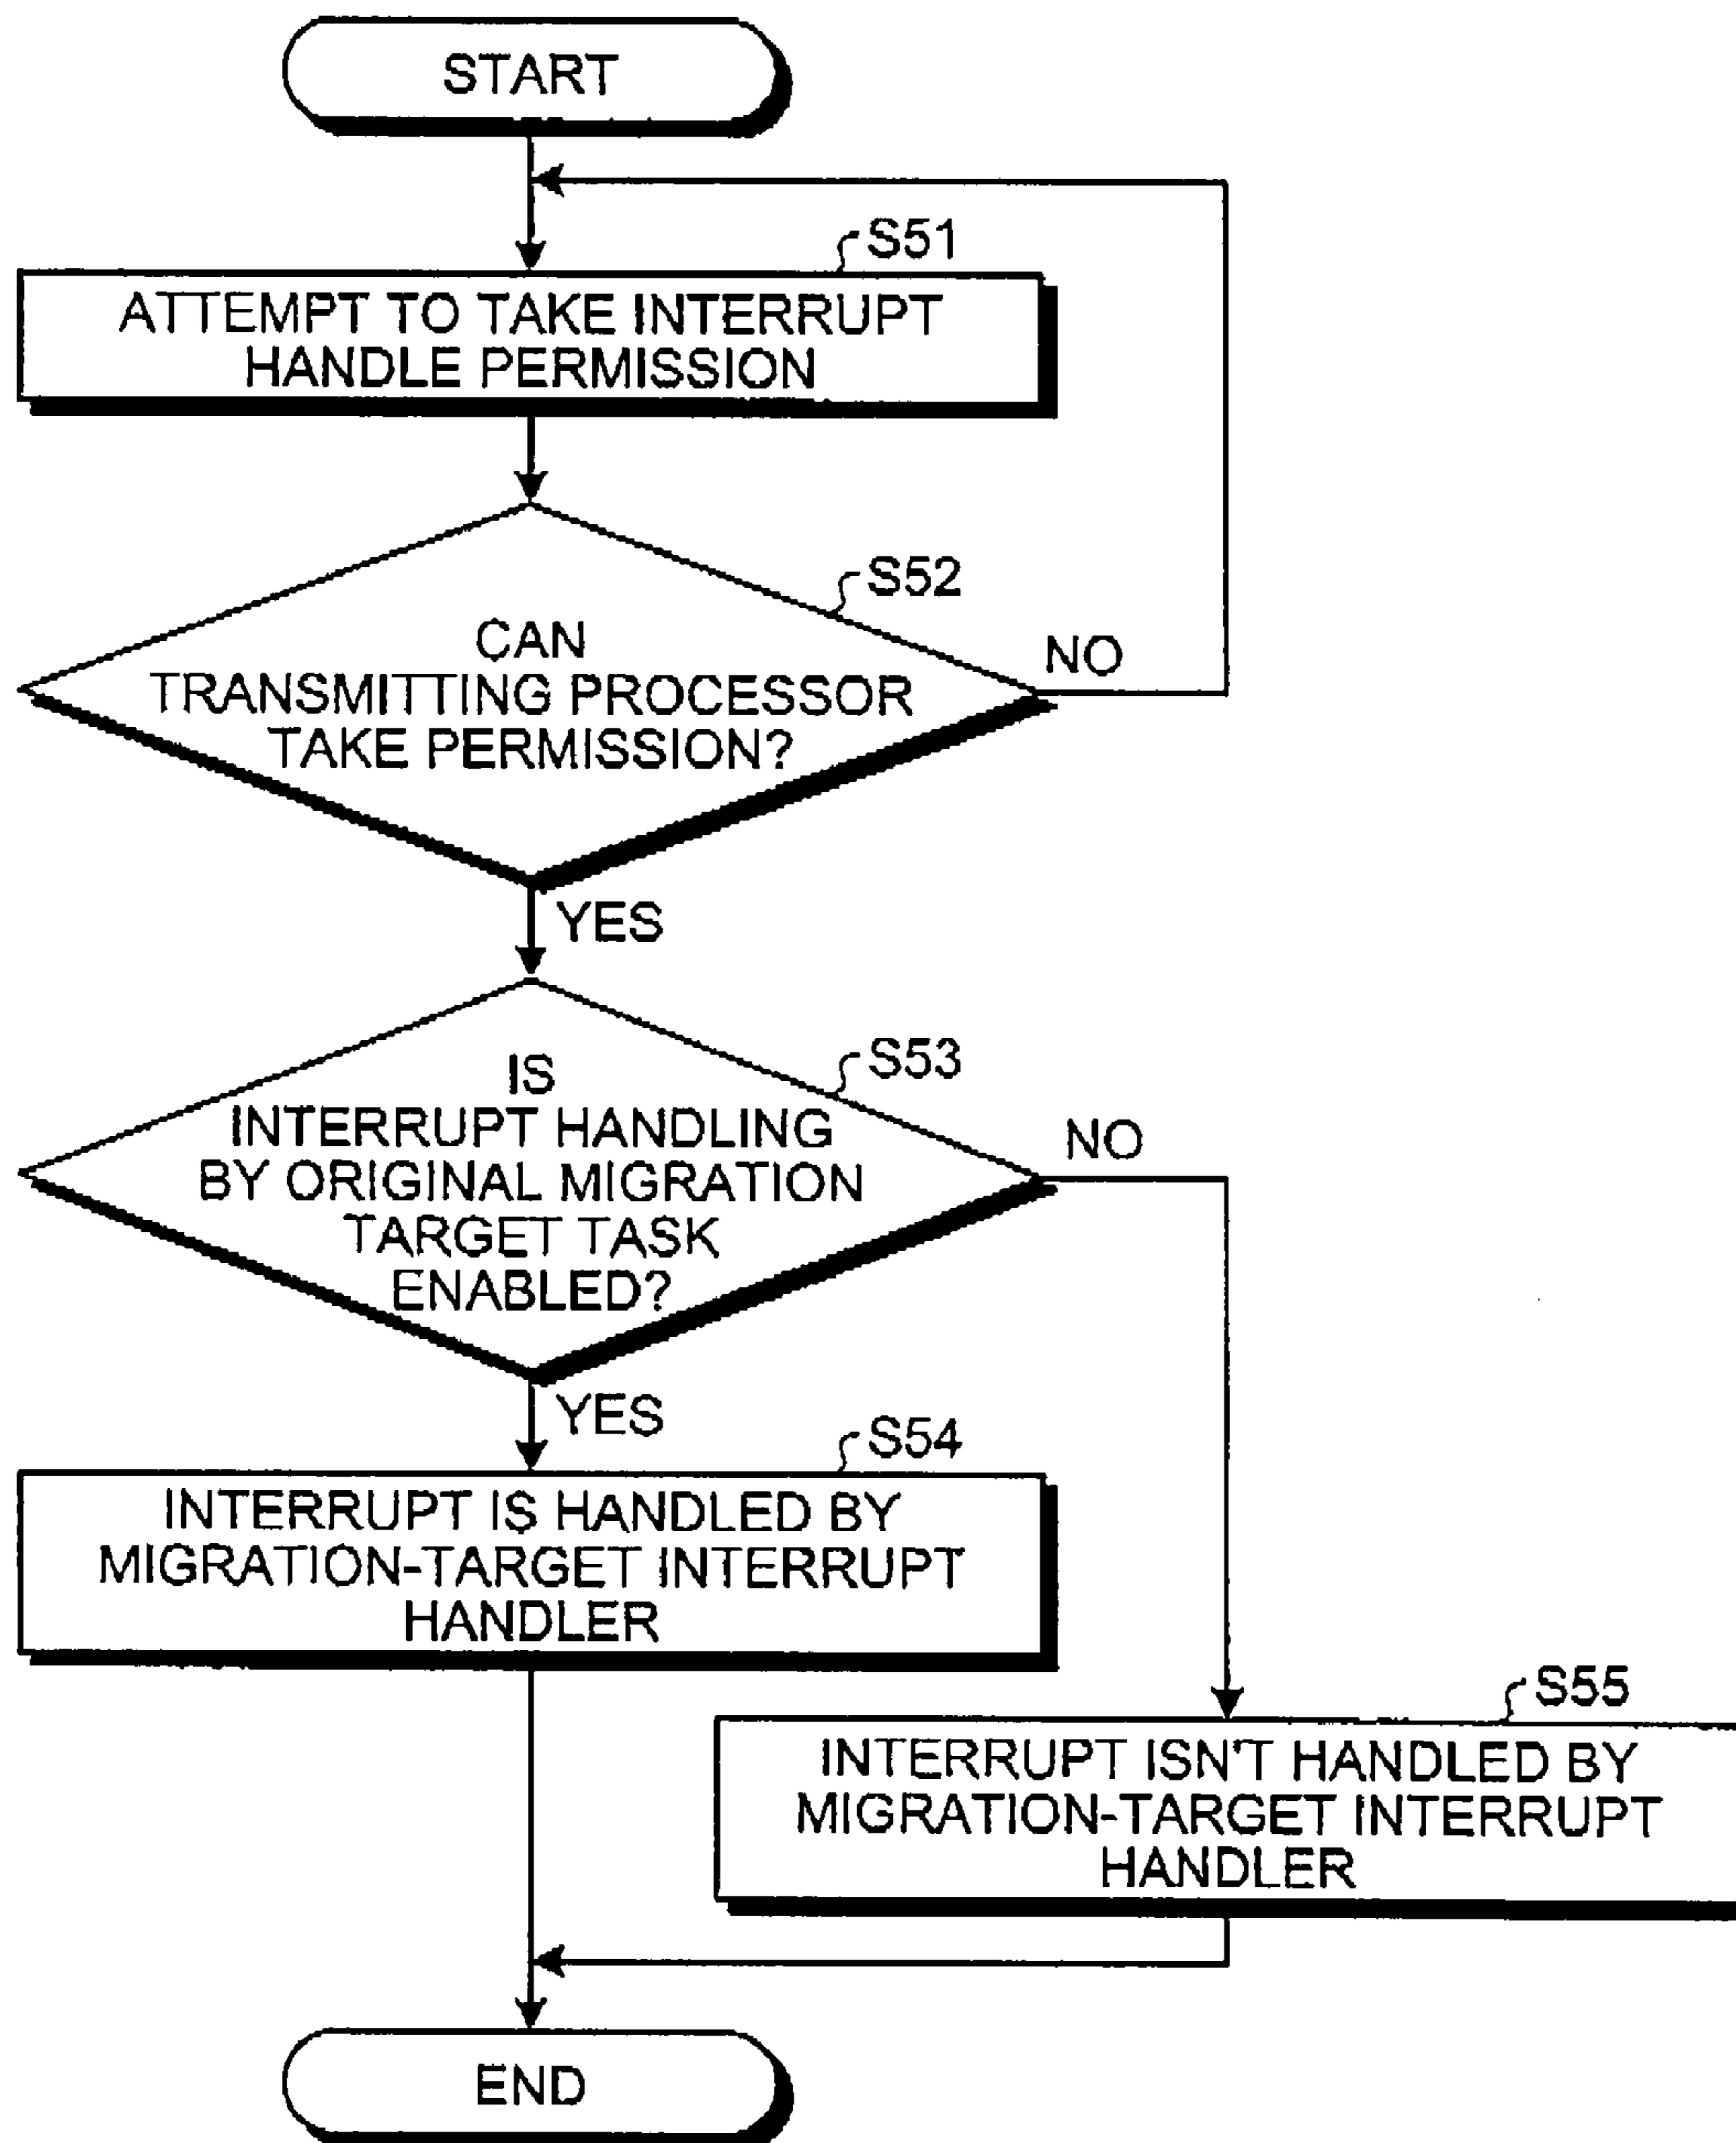 START
S51
ATTEMPT TO TAKE INTERRUPT
HANDLE PERMISSION
S52
CAN
TRANSMITTING PROCESSOR
TAKE PERMISSION?
NO
YES
S53
IS
INTERRUPT HANDLING
BY ORIGINAL MIGRATION
TARGET TASK
ENABLED?
NO
YES
S54
INTERRUPT IS HANDLED BY
MIGRATION-TARGET INTERRUPT
HANDLER
S55
INTERRUPT ISN'T HANDLED BY
MIGRATION-TARGET INTERRUPT
HANDLER
END